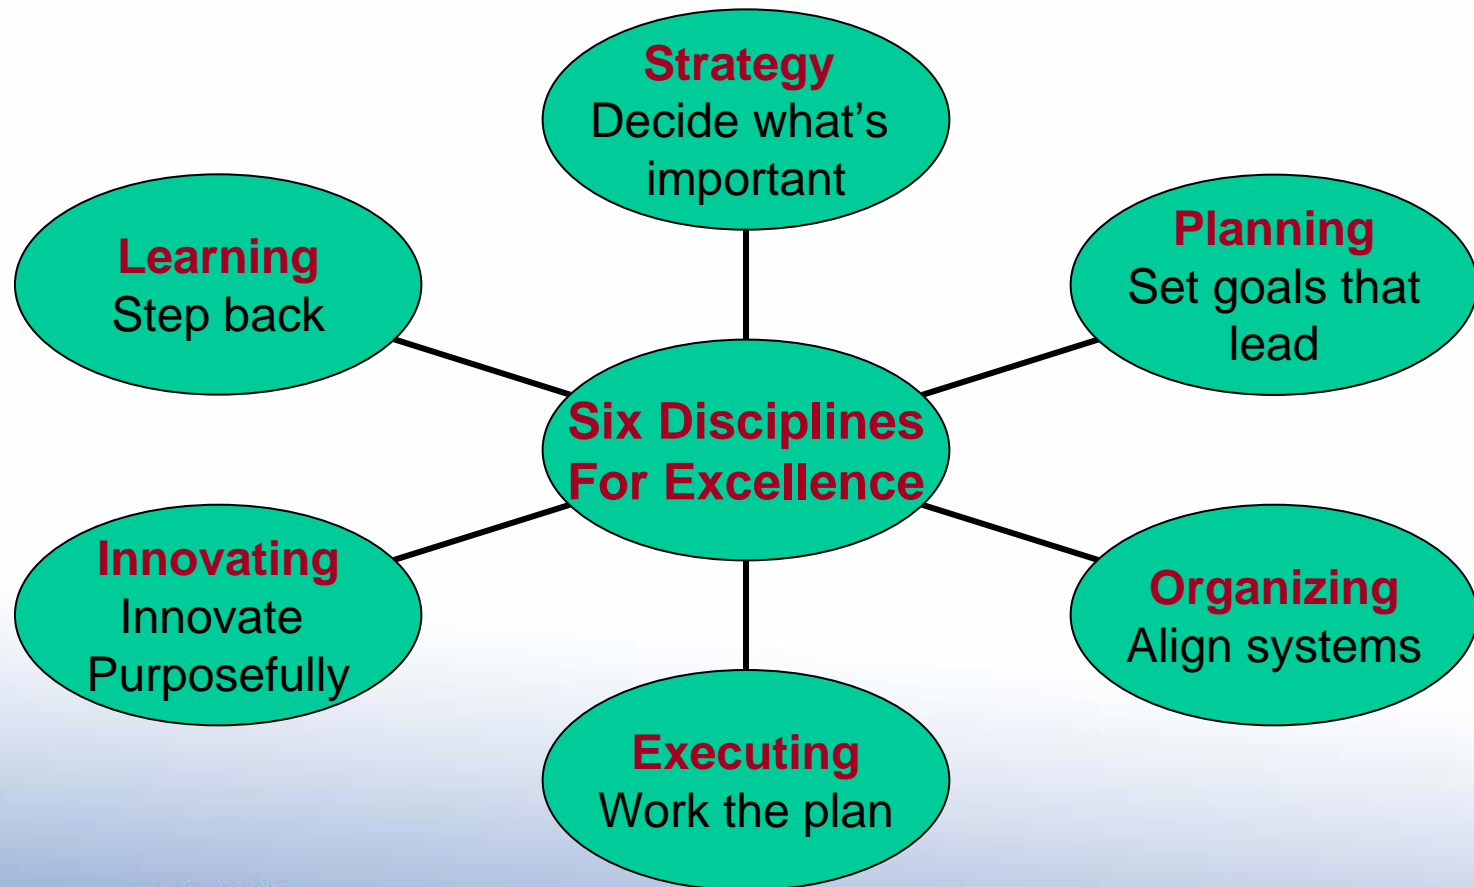 Strategy
Decide what's
important
Planning
Set goals that
lead
Organizing
Align systems
Executing
Work the plan
Innovating
Innovate
Purposefully
Learning
Step back
Six Disciplines
For Excellence